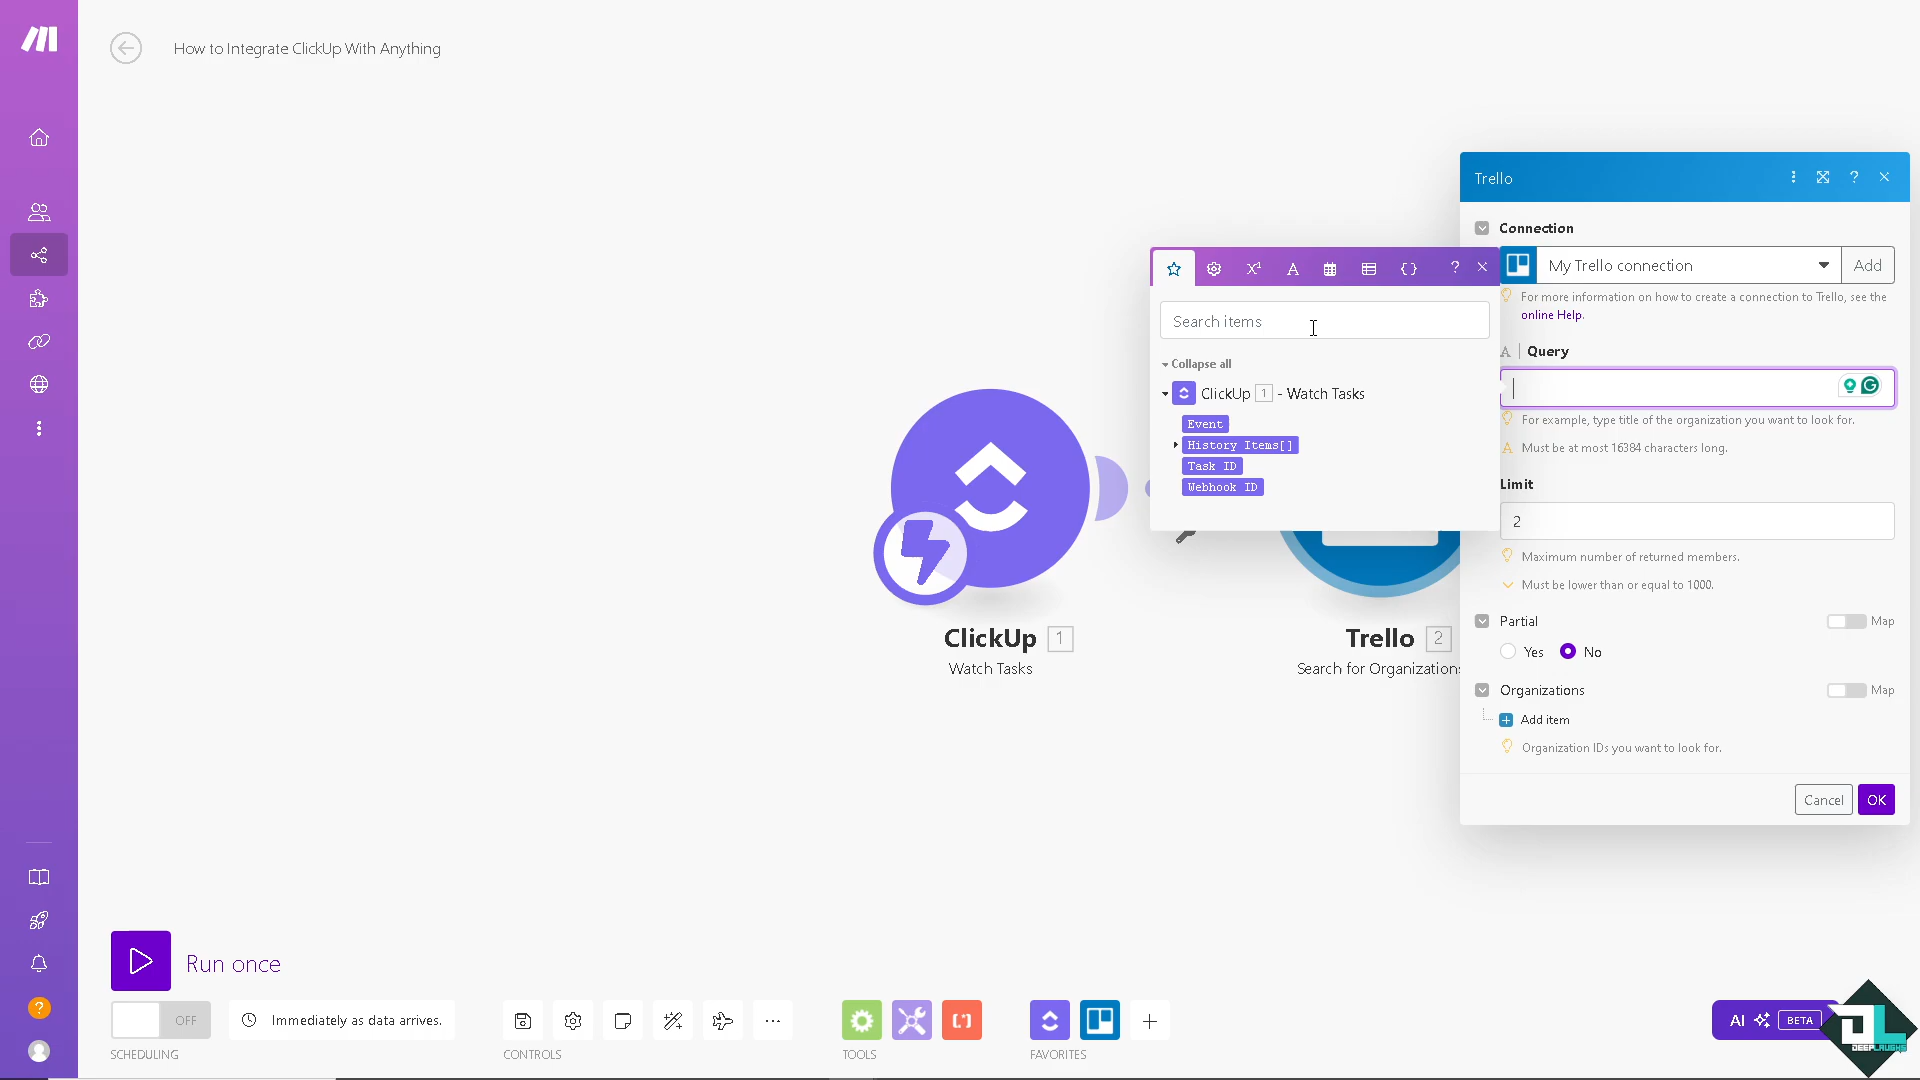 How to Integrate ClickUp With Anything
Trello
?
Connection
My Trello connection
Add
For more information on how to create a connection to Trello, see the
online Help.
A
Query
For example, type title of the organization you want to look for.
Must be at most 16384 characters long.
Limit
2
Maximum number of returned members.
Must be lower than or equal to 1000.
Partial
Map
Yes
No
Organizations
Map
Add item
Organization IDs you want to look for.
Cancel
OK
?
Search items
Collapse all
ClickUp 1 - Watch Tasks
Event
History Items[]
Task ID
Webhook ID
ClickUp 1
Watch Tasks
Trello 2
Search for Organizations
Run once
OFF
Immediately as data arrives.
SCHEDULING
CONTROLS
TOOLS
FAVORITES
AI BETA
DEEPLAUGHS
?